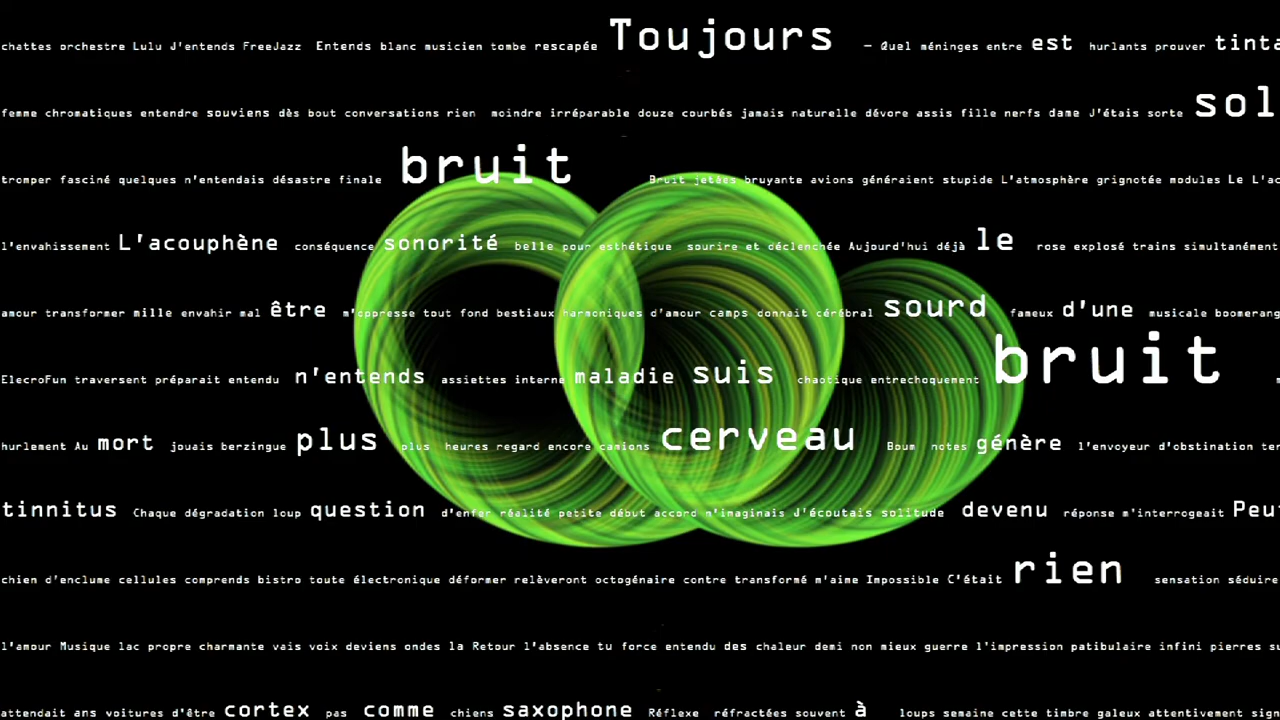 chattes orchestre Lulu J'entends FreeJazz Entends blanc musicien tombe rescapée Toujours – Quel méninges entre est hurlants prouver tinta
femme chromatiques entendre souviens dès bout conversations rien moindre irréparable douze courbés jamais naturelle dévore assis fille nerfs dame J'étais sorte sol
tromper fasciné quelques n'entendais désastre finale bruit Bruit jetées bruyante avions généraient stupide L'atmosphère grignotée modules Le L'ac
l'envahissement L'acouphène conséquence sonorité belle pour esthétique sourire et déclenchée Aujourd'hui déjà le rose explosé trains simultanément
amour transformer mille envahir mal être m'oppresse tout fond bestiaux harmoniques d'amour camps donnait cérébral sourd fameux d'une musicale boomerang
ElecroFun traversent préparait entendu n'entends assiettes interne maladie suis chaotique entrechoquement bruit
hurlement Au mort jouais berzingue plus plus heures regard encore camions cerveau Boum notes génère l'envoyeur d'obstination ter
tinnitus Chaque dégradation loup question d'enfer réalité petite début accord n'imaginais J'écoutais solitude devenu réponse m'interrogeait Peut
chien d'enclume cellules comprends bistro toute électronique déformer relèveront octogénaire contre transformé m'aime Impossible C'était rien sensation séduire
l'amour Musique lac propre charmante vais voix deviens ondes la Retour l'absence tu force entendu des chaleur demi non mieux guerre l'impression patibulaire infini pierres su
attendait ans voitures d'être cortex pas comme chiens saxophone Réflexe réfractées souvent à loups semaine cette timbre galeux attentivement sign